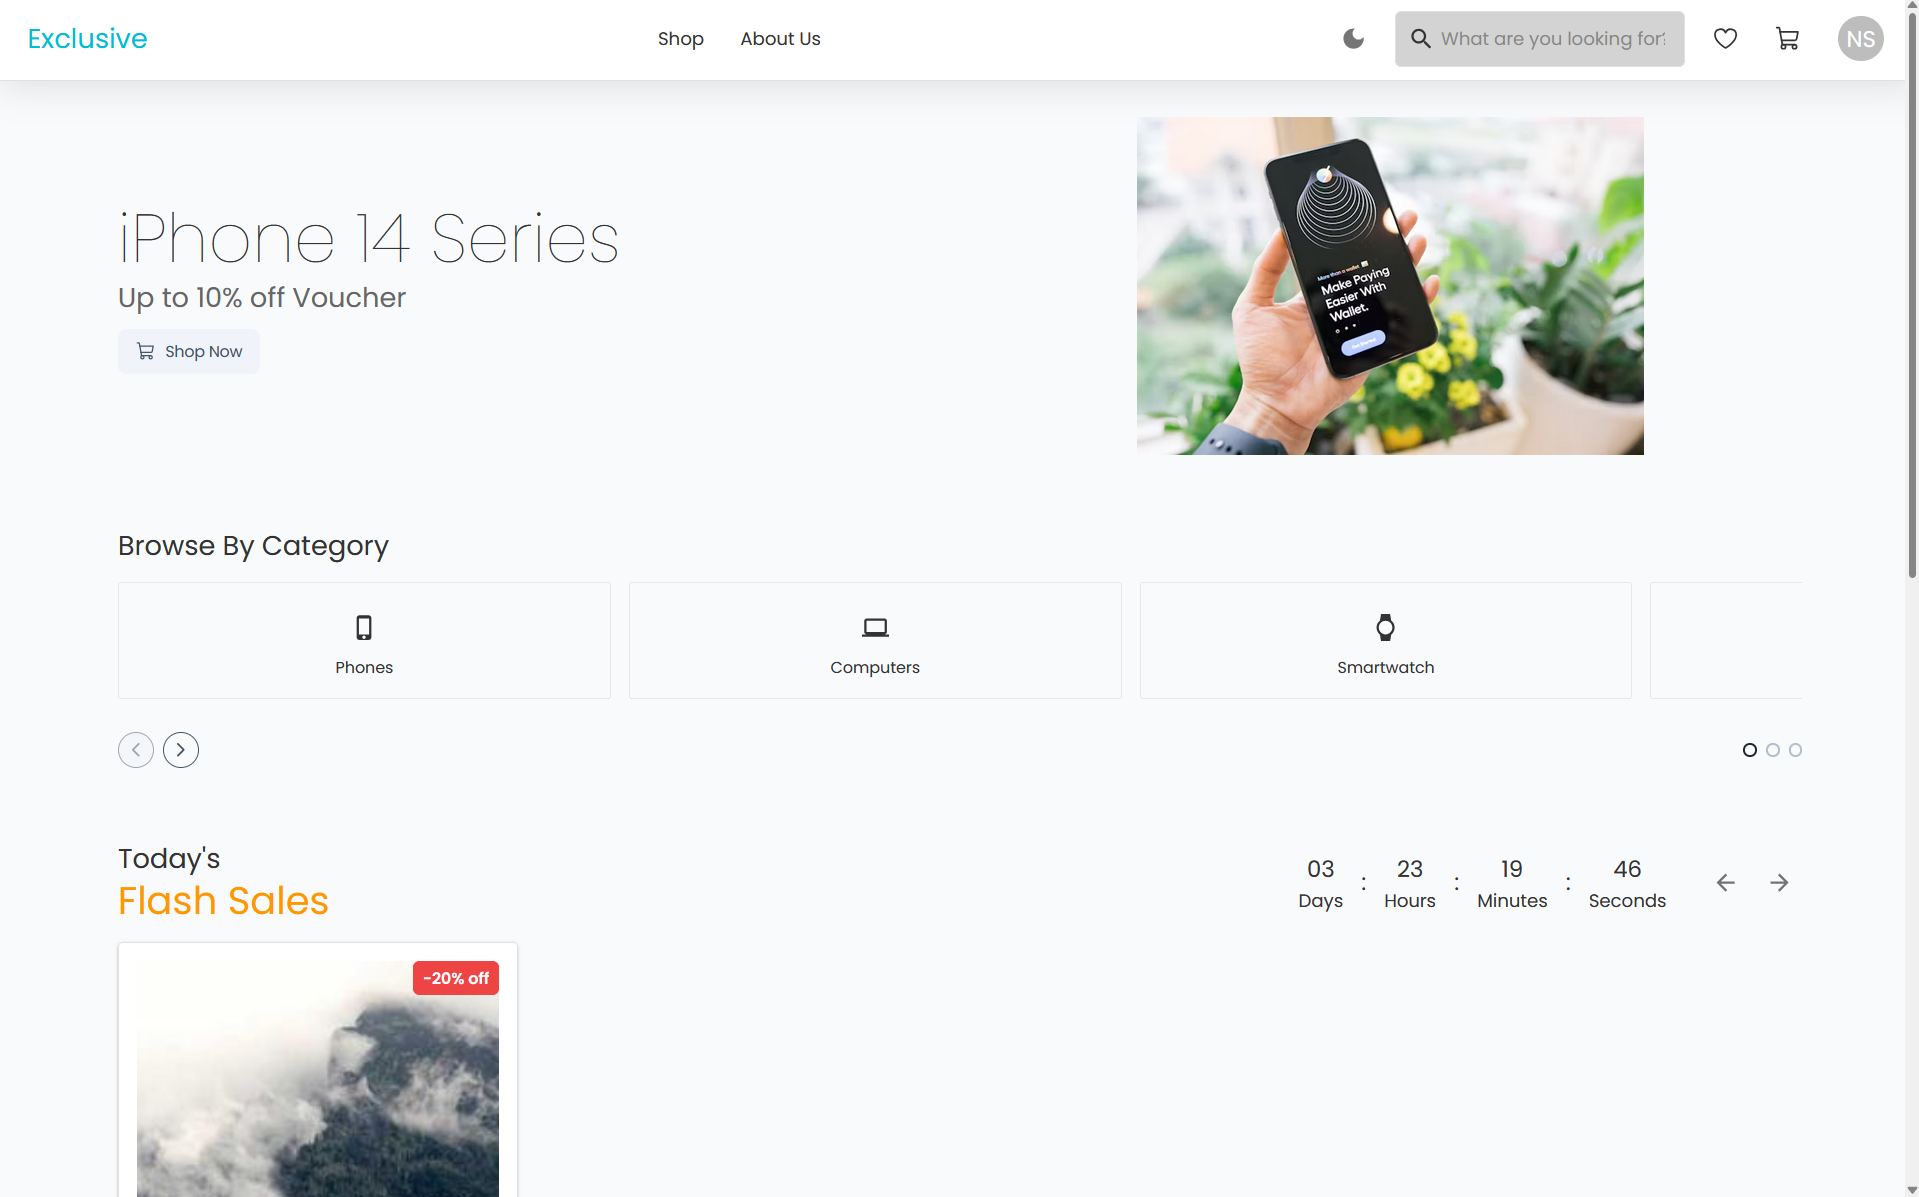 Exclusive
Shop
About Us
What are you looking for?
NS
iPhone 14 Series
Up to 10% off Voucher
Shop Now
More than a wallet
Make Paying
Easier With
Wallet.
Get Started
Browse By Category
Phones
Computers
Smartwatch
Today's
Flash Sales
03 : 23 : 19 : 46
Days Hours Minutes Seconds
-20% off